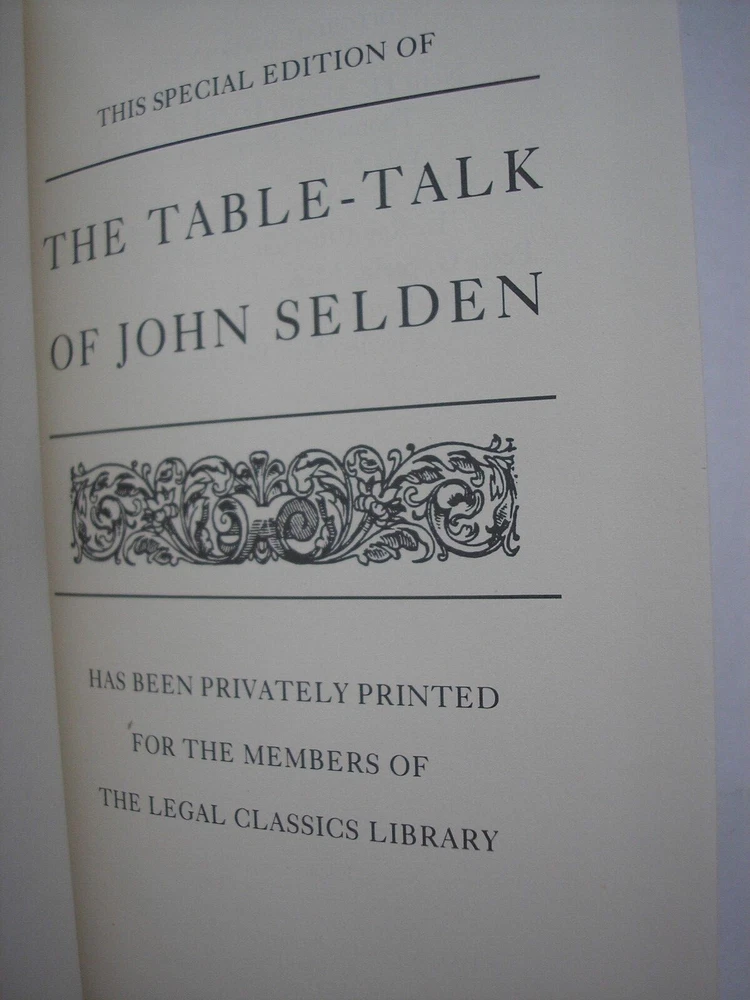 THIS SPECIAL EDITION OF
THE TABLE-TALK
OF JOHN SELDEN
HAS BEEN PRIVATELY PRINTED
FOR THE MEMBERS OF
THE LEGAL CLASSICS LIBRARY